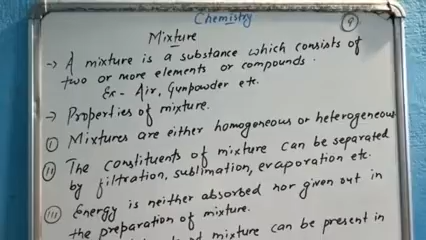 Chemistry
9
Mixture
→ A mixture is a substance which consists of
two or more elements or compounds.
Ex- Air, Gunpowder etc.
→ Properties of mixture.
(I) Mixtures are either homogeneous or heterogeneous
(II) The constituents of mixture can be separated
by filtration, sublimation, evaporation etc.
(III) Energy is neither absorbed nor given out in
the preparation of mixture.
mixture can be present in